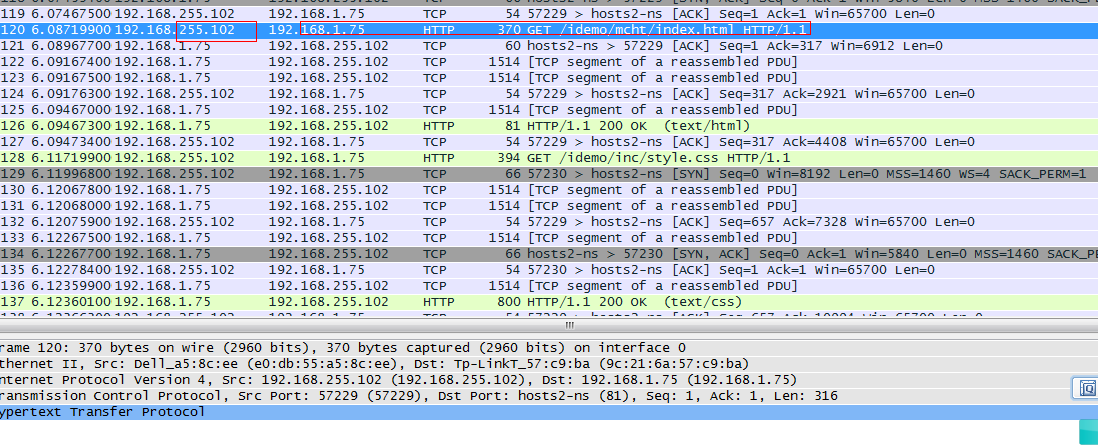 119 6.07467500 192.168.255.102 192.168.1.75 TCP 54 57229 > hosts2-ns [ACK] Seq=1 Ack=1 Win=65700 Len=0
120 6.08719900 192.168.255.102 192.168.1.75 HTTP 370 GET /idemo/mcht/index.html HTTP/1.1
121 6.08967700 192.168.1.75 192.168.255.102 TCP 60 hosts2-ns > 57229 [ACK] Seq=1 Ack=317 Win=6912 Len=0
122 6.09167400 192.168.1.75 192.168.255.102 TCP 1514 [TCP segment of a reassembled PDU]
123 6.09167400 192.168.1.75 192.168.255.102 TCP 1514 [TCP segment of a reassembled PDU]
124 6.09176300 192.168.255.102 192.168.1.75 TCP 54 57229 > hosts2-ns [ACK] Seq=317 Ack=2921 Win=65700 Len=0
125 6.09467000 192.168.1.75 192.168.255.102 TCP 1514 [TCP segment of a reassembled PDU]
126 6.09467300 192.168.1.75 192.168.255.102 HTTP 81 HTTP/1.1 200 OK (text/html)
127 6.09473400 192.168.255.102 192.168.1.75 TCP 54 57229 > hosts2-ns [ACK] Seq=317 Ack=4408 Win=65700 Len=0
128 6.11719900 192.168.255.102 192.168.1.75 HTTP 394 GET /idemo/inc/style.css HTTP/1.1
129 6.11996800 192.168.255.102 192.168.1.75 TCP 66 57230 > hosts2-ns [SYN] Seq=0 Win=8192 Len=0 MSS=1460 WS=4 SACK_PERM=1
130 6.12067800 192.168.1.75 192.168.255.102 TCP 1514 [TCP segment of a reassembled PDU]
131 6.12068000 192.168.1.75 192.168.255.102 TCP 1514 [TCP segment of a reassembled PDU]
132 6.12075900 192.168.255.102 192.168.1.75 TCP 54 57229 > hosts2-ns [ACK] Seq=657 Ack=7328 Win=65700 Len=0
133 6.12267500 192.168.1.75 192.168.255.102 TCP 1514 [TCP segment of a reassembled PDU]
134 6.12267700 192.168.1.75 192.168.255.102 TCP 66 hosts2-ns > 57230 [SYN, ACK] Seq=0 Ack=1 Win=5840 Len=0 MSS=1460 SACK_PE
135 6.12278400 192.168.255.102 192.168.1.75 TCP 54 57230 > hosts2-ns [ACK] Seq=1 Ack=1 Win=65700 Len=0
136 6.12359900 192.168.1.75 192.168.255.102 TCP 1514 [TCP segment of a reassembled PDU]
137 6.12360100 192.168.1.75 192.168.255.102 HTTP 800 HTTP/1.1 200 OK (text/css)
rame 120: 370 bytes on wire (2960 bits), 370 bytes captured (2960 bits) on interface 0
thernet II, Src: Dell_a5:8c:ee (e0:db:55:a5:8c:ee), Dst: Tp-LinkT_57:c9:ba (9c:21:6a:57:c9:ba)
nternet Protocol Version 4, Src: 192.168.255.102 (192.168.255.102), Dst: 192.168.1.75 (192.168.1.75)
ransmission Control Protocol, Src Port: 57229 (57229), Dst Port: hosts2-ns (81), Seq: 1, Ack: 1, Len: 316
ypertext Transfer Protocol